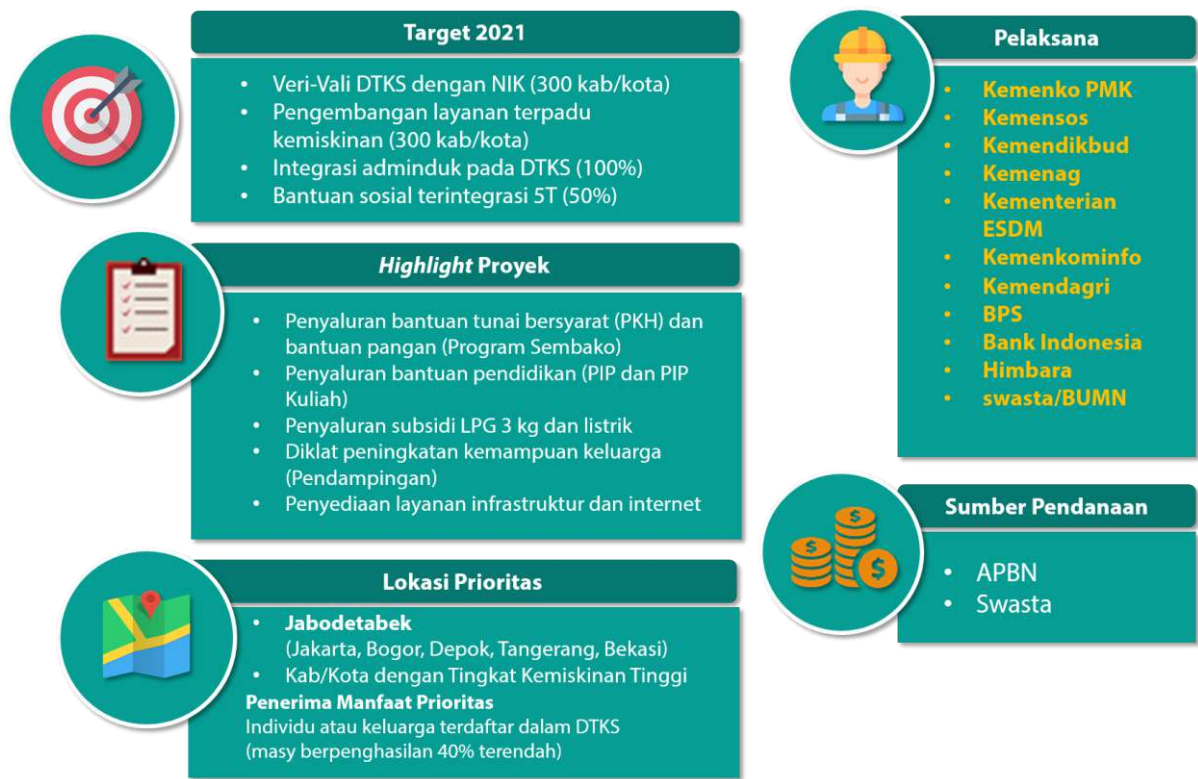 Target 2021
• Veri-Vali DTKS dengan NIK (300 kab/kota)
• Pengembangan layanan terpadu
kemiskinan (300 kab/kota)
• Integrasi adminduk pada DTKS (100%)
• Bantuan sosial terintegrasi 5T (50%)
Highlight Proyek
• Penyaluran bantuan tunai bersyarat (PKH) dan
bantuan pangan (Program Sembako)
• Penyaluran bantuan pendidikan (PIP dan PIP
Kuliah)
• Penyaluran subsidi LPG 3 kg dan listrik
• Diklat peningkatan kemampuan keluarga
(Pendampingan)
• Penyediaan layanan infrastruktur dan internet
Lokasi Prioritas
• Jabodetabek
(Jakarta, Bogor, Depok, Tangerang, Bekasi)
• Kab/Kota dengan Tingkat Kemiskinan Tinggi
Penerima Manfaat Prioritas
Individu atau keluarga terdaftar dalam DTKS
(masy berpenghasilan 40% terendah)
Pelaksana
• Kemenko PMK
• Kemensos
• Kemendikbud
• Kemenag
• Kementerian
ESDM
• Kemenkominfo
• Kemendagri
• BPS
• Bank Indonesia
• Himbara
• swasta/BUMN
Sumber Pendanaan
• APBN
• Swasta